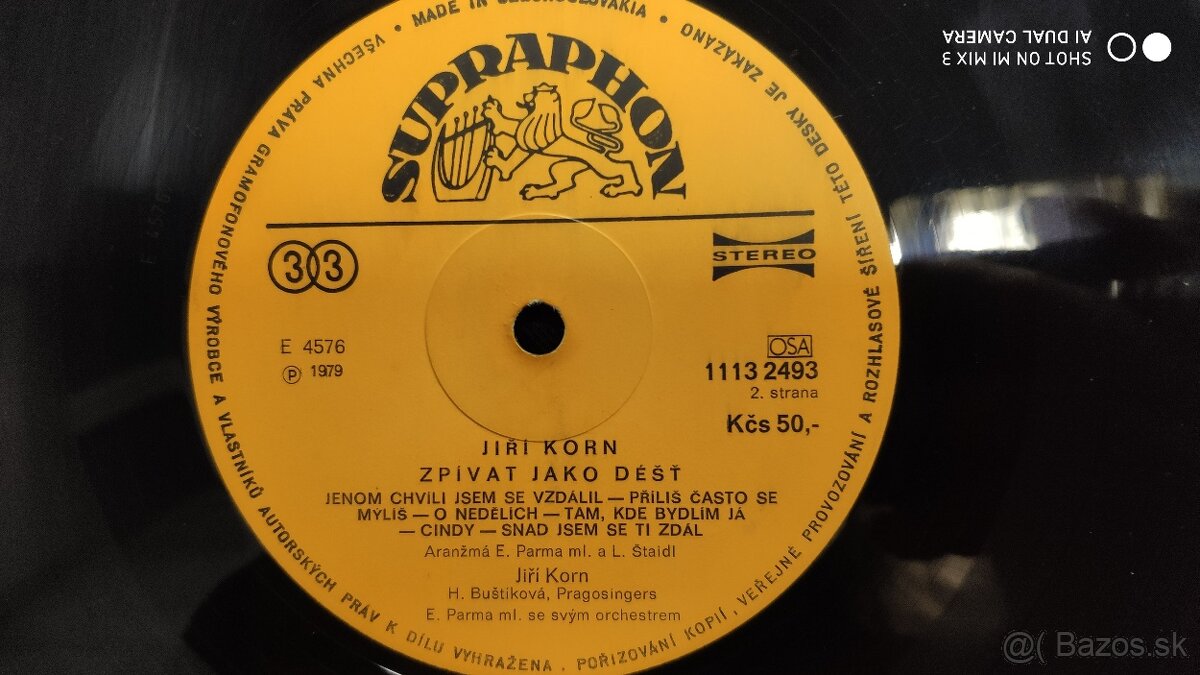 • MADE IN CZECHOSLOVAKIA •
VŠECHNA PRÁVA GRAMOFONOVÉHO VÝROBCE A VLASTNÍKŮ AUTORSKÝCH PRÁV K DÍLU VYHRAŽENA . POŘIZOVÁNÍ KOPIÍ , VEŘEJNÉ PROVOZOVÁNÍ A ROZHLASOVÉ ŠÍŘENÍ TÉTO DESKY JE ZAKÁZÁNO
SUPRAPHON
33
STEREO
E 4576
Ⓟ 1979
OSA
1113 2493
2. strana
Kčs 50,-
JIŘÍ KORN
ZPÍVAT JAKO DÉŠŤ
JENOM CHVÍLI JSEM SE VZDÁLIL — PŘÍLIŠ ČASTO SE
MÝLÍŠ — O NEDĚLÍCH — TAM, KDE BYDLÍM JÁ
— CINDY — SNAD JSEM SE TI ZDÁL
Aranžmá E. Parma ml. a L. Štaidl
Jiří Korn
H. Buštíková, Pragosingers
E. Parma ml. se svým orchestrem
SHOT ON MI MIX 3
AI DUAL CAMERA
@( Bazos.sk